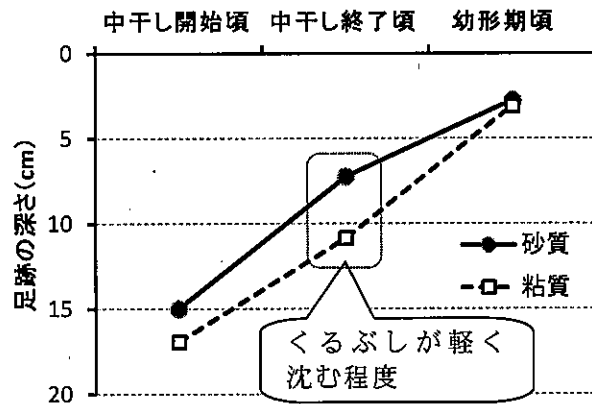 中干し開始頃 中干し終了頃 幼形期頃
0
5
10
15
20
足跡の深さ(cm)
砂質
粘質
くるぶしが軽く
沈む程度